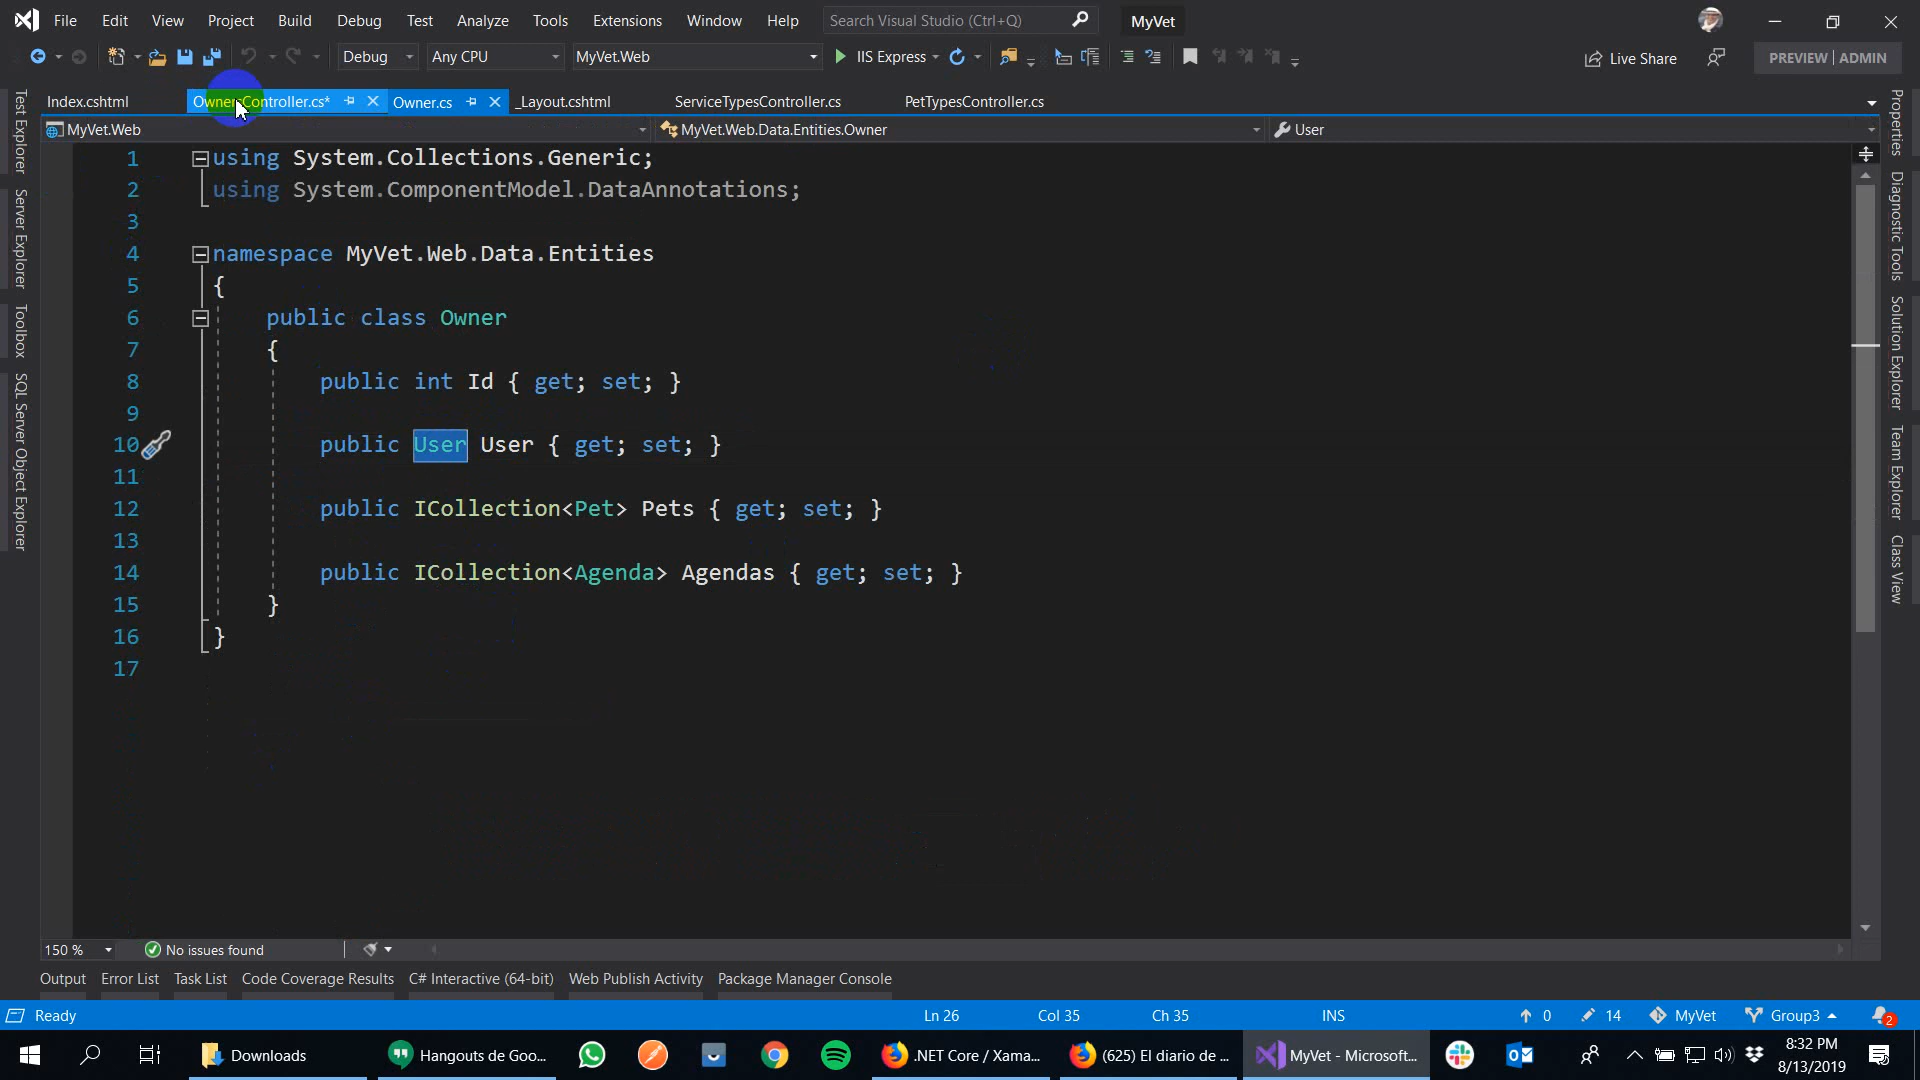 File Edit View Project Build Debug Test Analyze Tools Extensions Window Help Search Visual Studio (Ctrl+Q) MyVet
Debug Any CPU MyVet.Web IIS Express Live Share PREVIEW ADMIN
Index.cshtml OwnersController.cs* Owner.cs _Layout.cshtml ServiceTypesController.cs PetTypesController.cs
MyVet.Web MyVet.Web.Data.Entities.Owner User
Test Explorer
Server Explorer
Toolbox
SQL Server Object Explorer
1 using System.Collections.Generic;
2 using System.ComponentModel.DataAnnotations;
3
4 namespace MyVet.Web.Data.Entities
5 {
6 public class Owner
7 {
8 public int Id { get; set; }
9
10 public User User { get; set; }
11
12 public ICollection<Pet> Pets { get; set; }
13
14 public ICollection<Agenda> Agendas { get; set; }
15 }
16 }
17
Properties
Diagnostic Tools
Solution Explorer
Team Explorer
Class View
150 % No issues found
Output Error List Task List Code Coverage Results C# Interactive (64-bit) Web Publish Activity Package Manager Console
Ready Ln 26 Col 35 Ch 35 INS 0 14 MyVet Group3 2
Downloads Hangouts de Goo... .NET Core / Xama... (625) El diario de ... MyVet - Microsoft... 8:32 PM
8/13/2019